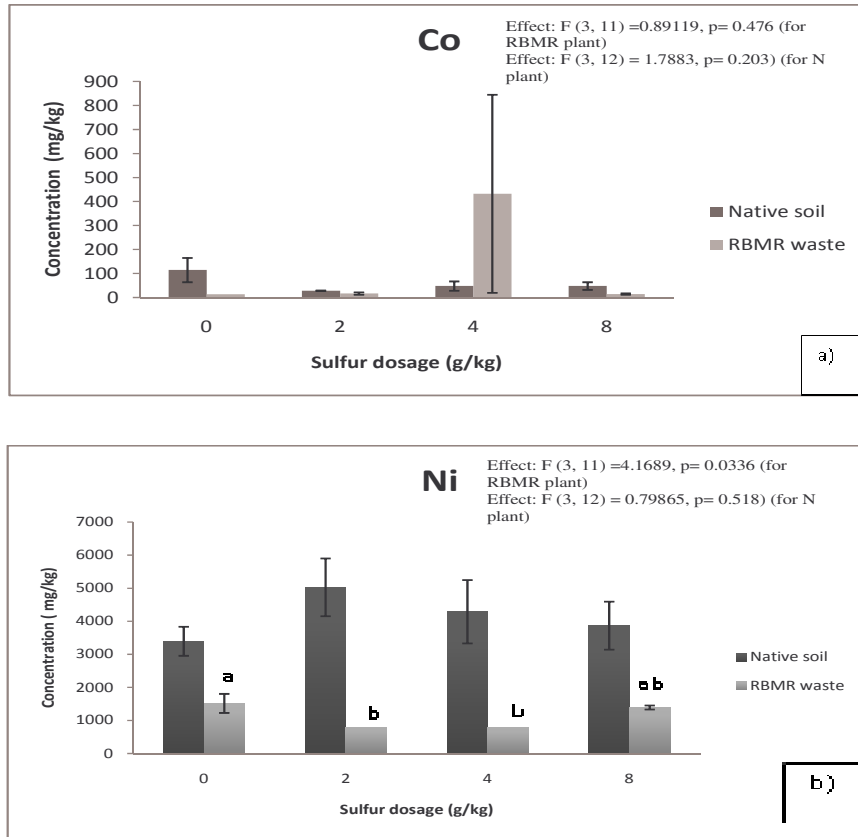 Co
Effect: F (3, 11) =0.89119, p= 0.476 (for
RBMR plant)
Effect: F (3, 12) = 1.7883, p= 0.203) (for N
plant)
900
800
700
600
500
400
300
200
100
0
Concentration (mg/kg)
0 2 4 8
Sulfur dosage (g/kg)
Native soil
RBMR waste
a)
Ni
Effect: F (3, 11) =4.1689, p= 0.0336 (for
RBMR plant)
Effect: F (3, 12) = 0.79865, p= 0.518) (for N
plant)
7000
6000
5000
4000
3000
2000
1000
0
Concentration ( mg/kg)
a b b ab
0 2 4 8
Sulfur dosage (g/kg)
Native soil
RBMR waste
b)